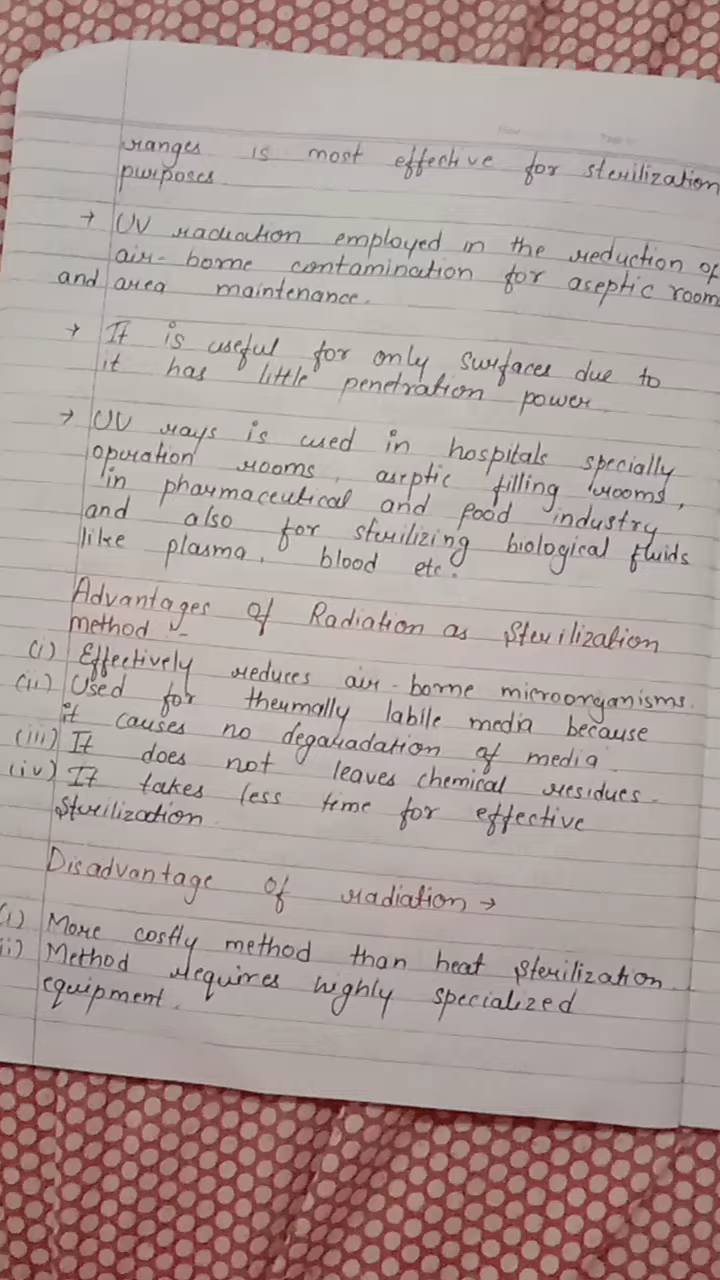 ranges is most effective for sterilization
purposes
→ UV radiation employed in the reduction of
air-borne contamination for aseptic room
and area maintenance.
→ It is useful for only surfaces due to
it has little penetration power
→ UV rays is used in hospitals specially
operation rooms, aseptic filling rooms,
in pharmaceutical and food industry
and also for sterilizing biological fluids
like plasma, blood etc.
Advantages of Radiation as Sterilization
method :-
(i) Effectively reduces air-borne microorganisms.
(ii) Used for thermally labile media because
it causes no degaradation of media.
(iii) It does not leaves chemical residues.
(iv) It takes less time for effective
sterilization
Disadvantage of radiation →
(i) More costly method than heat sterilization.
ii) Method requires highly specialized
equipment.